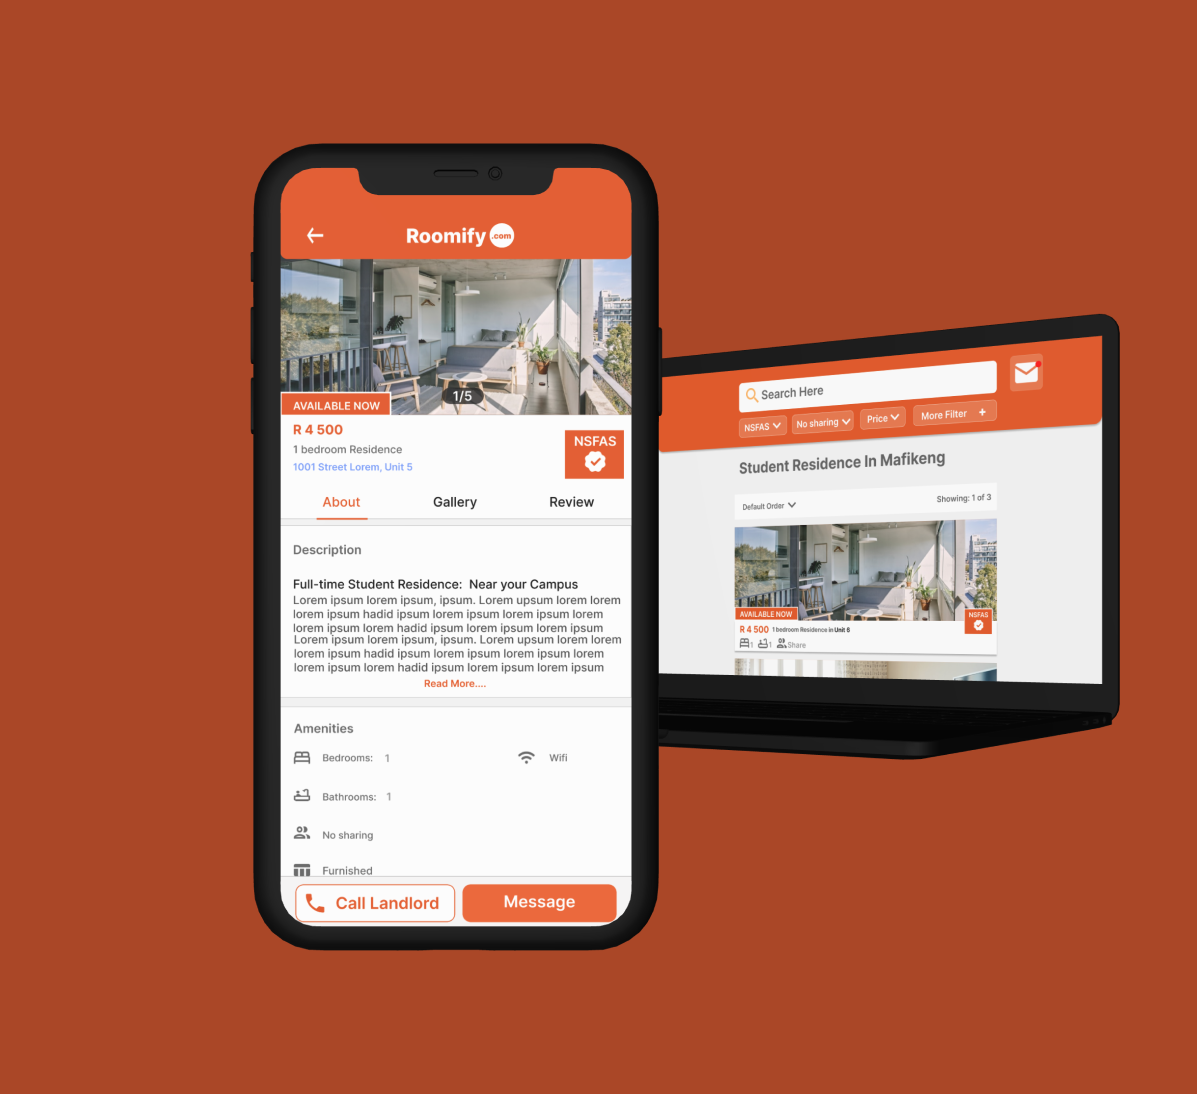 Roomify .com
1/5
AVAILABLE NOW
R 4 500
1 bedroom Residence
1001 Street Lorem, Unit 5
NSFAS
About Gallery Review
Description
Full-time Student Residence: Near your Campus
Lorem ipsum lorem ipsum, ipsum. Lorem upsum lorem lorem
lorem ipsum hadid ipsum lorem ipsum lorem ipsum lorem
lorem ipsum lorem hadid ipsum lorem ipsum lorem ipsum
Lorem ipsum lorem ipsum, ipsum. Lorem upsum lorem lorem
lorem ipsum hadid ipsum lorem ipsum lorem ipsum lorem
lorem ipsum lorem hadid ipsum lorem ipsum lorem ipsum
Read More....
Amenities
Bedrooms: 1 Wifi
Bathrooms: 1
No sharing
Furnished
Call Landlord Message
Search Here
NSFAS No sharing Price More Filter +
Student Residence In Mafikeng
Default Order Showing: 1 of 3
AVAILABLE NOW
NSFAS
R 4 500 1 bedroom Residence in Unit 6
1 1 Share